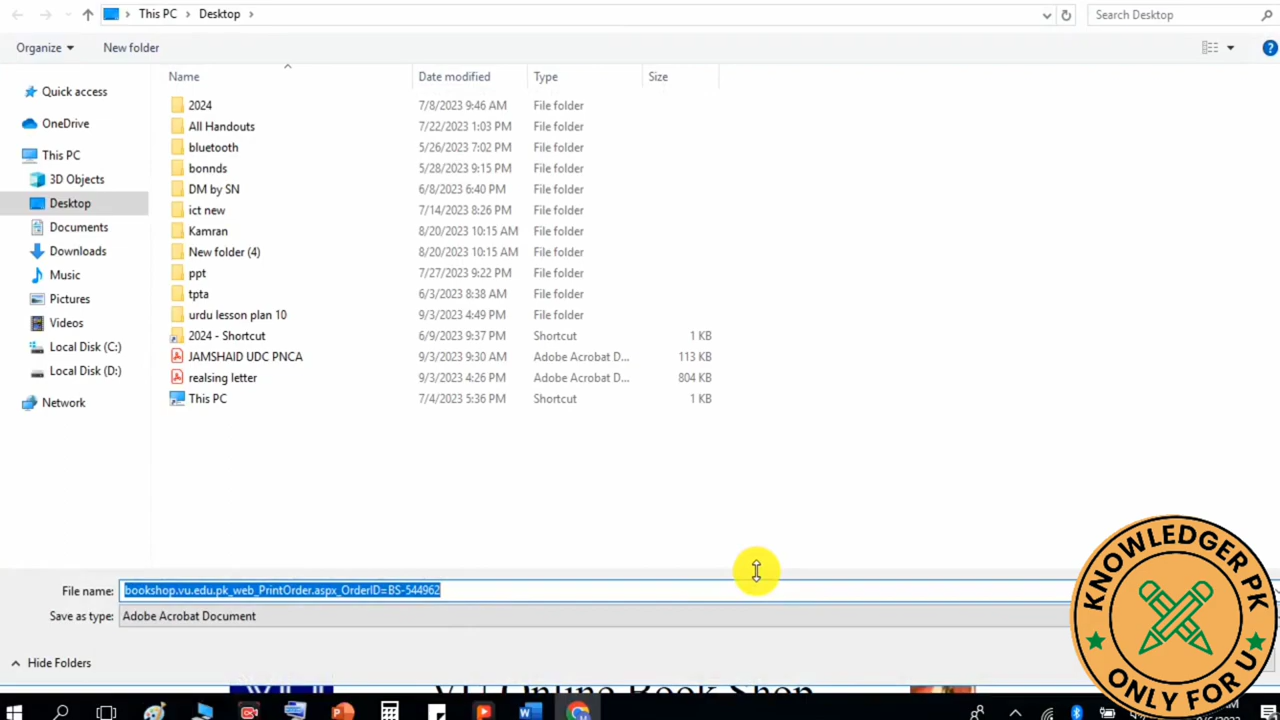 This PC > Desktop >
Search Desktop
Organize
New folder
Name Date modified Type Size
Quick access
OneDrive
This PC
3D Objects
Desktop
Documents
Downloads
Music
Pictures
Videos
Local Disk (C:)
Local Disk (D:)
Network
2024 7/8/2023 9:46 AM File folder
All Handouts 7/22/2023 1:03 PM File folder
bluetooth 5/26/2023 7:02 PM File folder
bonnds 5/28/2023 9:15 PM File folder
DM by SN 6/8/2023 6:40 PM File folder
ict new 7/14/2023 8:26 PM File folder
Kamran 8/20/2023 10:15 AM File folder
New folder (4) 8/20/2023 10:15 AM File folder
ppt 7/27/2023 9:22 PM File folder
tpta 6/3/2023 8:38 AM File folder
urdu lesson plan 10 9/3/2023 4:49 PM File folder
2024 - Shortcut 6/9/2023 9:37 PM Shortcut 1 KB
JAMSHAID UDC PNCA 9/3/2023 9:30 AM Adobe Acrobat D... 113 KB
realsing letter 9/3/2023 4:26 PM Adobe Acrobat D... 804 KB
This PC 7/4/2023 5:36 PM Shortcut 1 KB
File name: bookshop.vu.edu.pk_web_PrintOrder.aspx_OrderID=BS-544962
Save as type: Adobe Acrobat Document
Hide Folders
VU Online Book Shop
KNOWLEDGER PK
ONLY FOR U